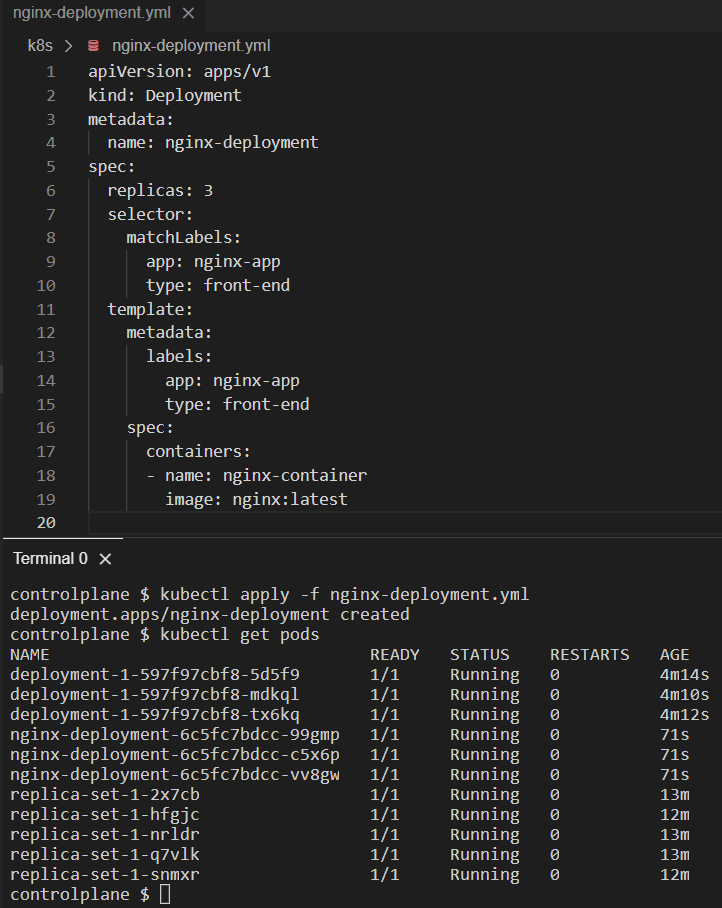 nginx-deployment.yml ×
k8s > nginx-deployment.yml
1 apiVersion: apps/v1
2 kind: Deployment
3 metadata:
4   name: nginx-deployment
5 spec:
6   replicas: 3
7   selector:
8     matchLabels:
9       app: nginx-app
10       type: front-end
11   template:
12     metadata:
13       labels:
14         app: nginx-app
15         type: front-end
16     spec:
17       containers:
18       - name: nginx-container
19         image: nginx:latest
20
Terminal 0 ×
controlplane $ kubectl apply -f nginx-deployment.yml
deployment.apps/nginx-deployment created
controlplane $ kubectl get pods
NAME READY STATUS RESTARTS AGE
deployment-1-597f97cbf8-5d5f9 1/1 Running 0 4m14s
deployment-1-597f97cbf8-mdkql 1/1 Running 0 4m10s
deployment-1-597f97cbf8-tx6kq 1/1 Running 0 4m12s
nginx-deployment-6c5fc7bdcc-99gmp 1/1 Running 0 71s
nginx-deployment-6c5fc7bdcc-c5x6p 1/1 Running 0 71s
nginx-deployment-6c5fc7bdcc-vv8gw 1/1 Running 0 71s
replica-set-1-2x7cb 1/1 Running 0 13m
replica-set-1-hfgjc 1/1 Running 0 12m
replica-set-1-nrldr 1/1 Running 0 13m
replica-set-1-q7vlk 1/1 Running 0 13m
replica-set-1-snmxr 1/1 Running 0 12m
controlplane $